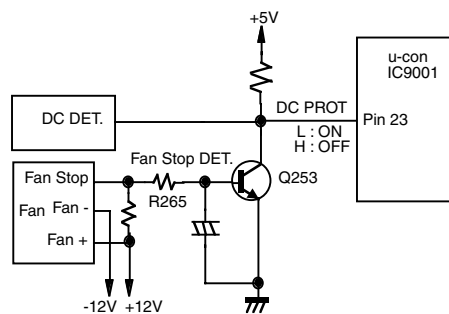 +5V
u-con
IC9001
DC DET.
DC PROT
Pin 23
L : ON
H : OFF
Fan Stop DET.
Fan Stop
Q253
R265
Fan
Fan -
Fan +
-12V
+12V